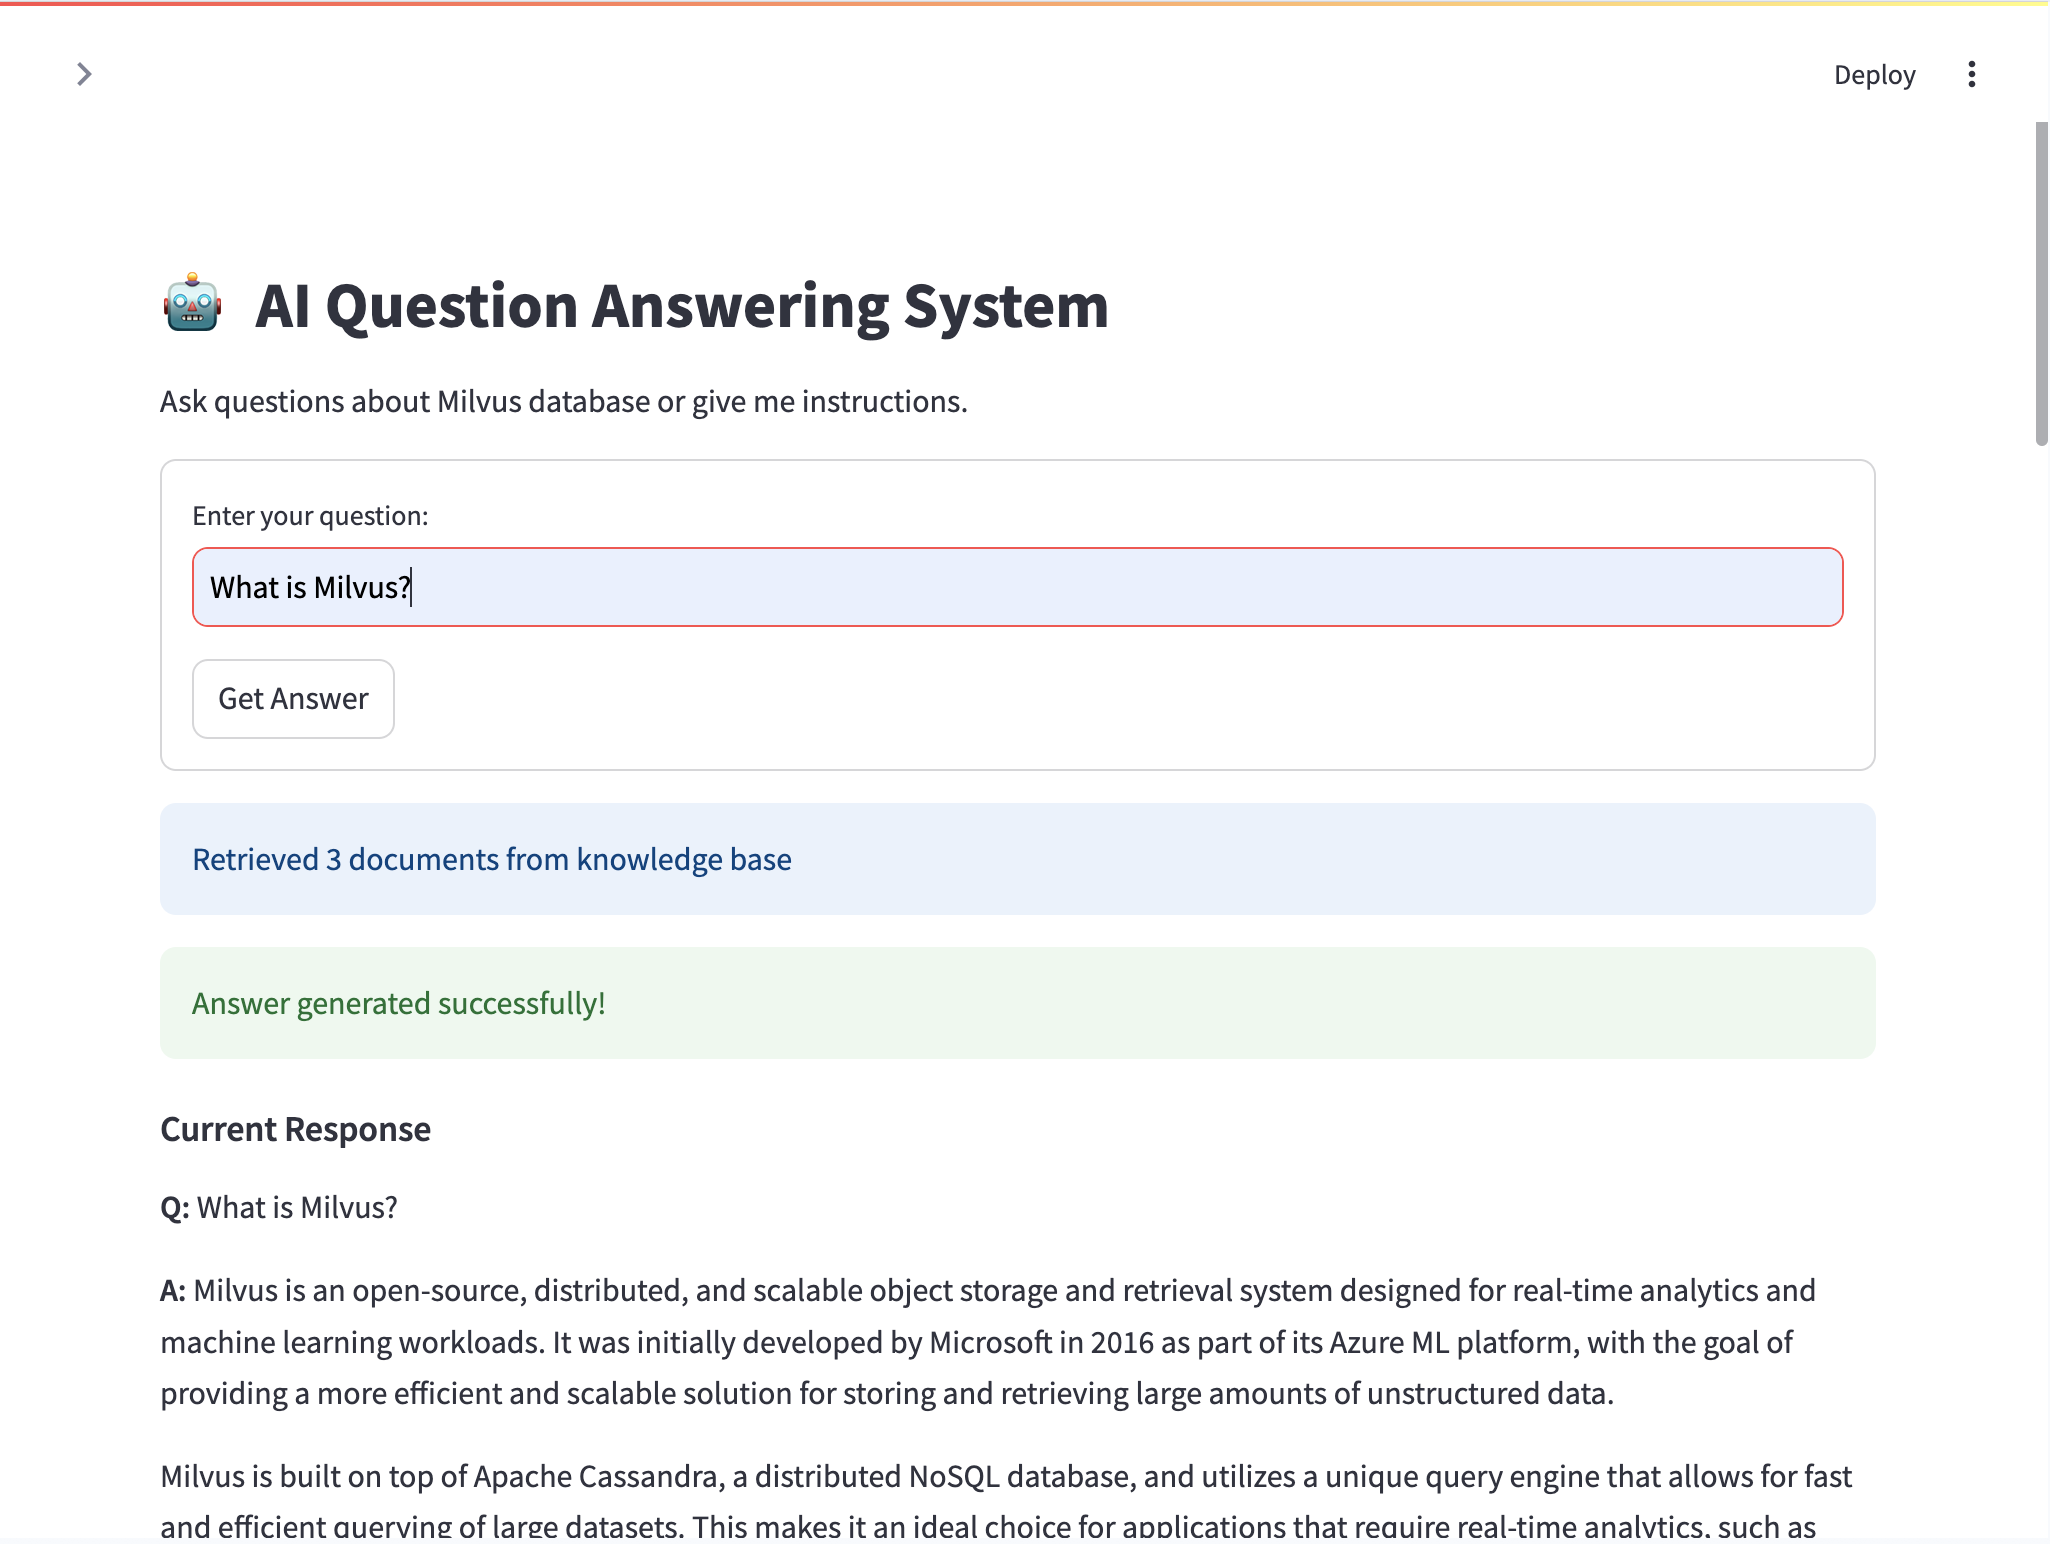 Deploy
🤖 AI Question Answering System
Ask questions about Milvus database or give me instructions.
Enter your question:
What is Milvus?
Get Answer
Retrieved 3 documents from knowledge base
Answer generated successfully!
Current Response
Q: What is Milvus?
A: Milvus is an open-source, distributed, and scalable object storage and retrieval system designed for real-time analytics and
machine learning workloads. It was initially developed by Microsoft in 2016 as part of its Azure ML platform, with the goal of
providing a more efficient and scalable solution for storing and retrieving large amounts of unstructured data.
Milvus is built on top of Apache Cassandra, a distributed NoSQL database, and utilizes a unique query engine that allows for fast
and efficient querying of large datasets. This makes it an ideal choice for applications that require real-time analytics, such as